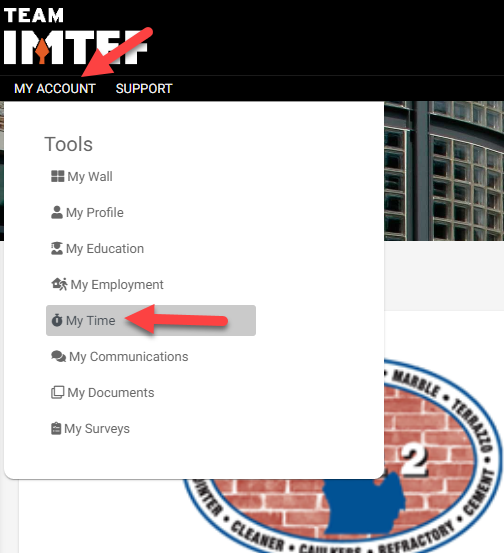 TEAM
IMTEF
MY ACCOUNT SUPPORT
Tools
My Wall
My Profile
My Education
My Employment
My Time
My Communications
My Documents
My Surveys
MARBLE • TERRAZZO
2
CLEANER • CAULKERS • REFRACTORY • CEMENT